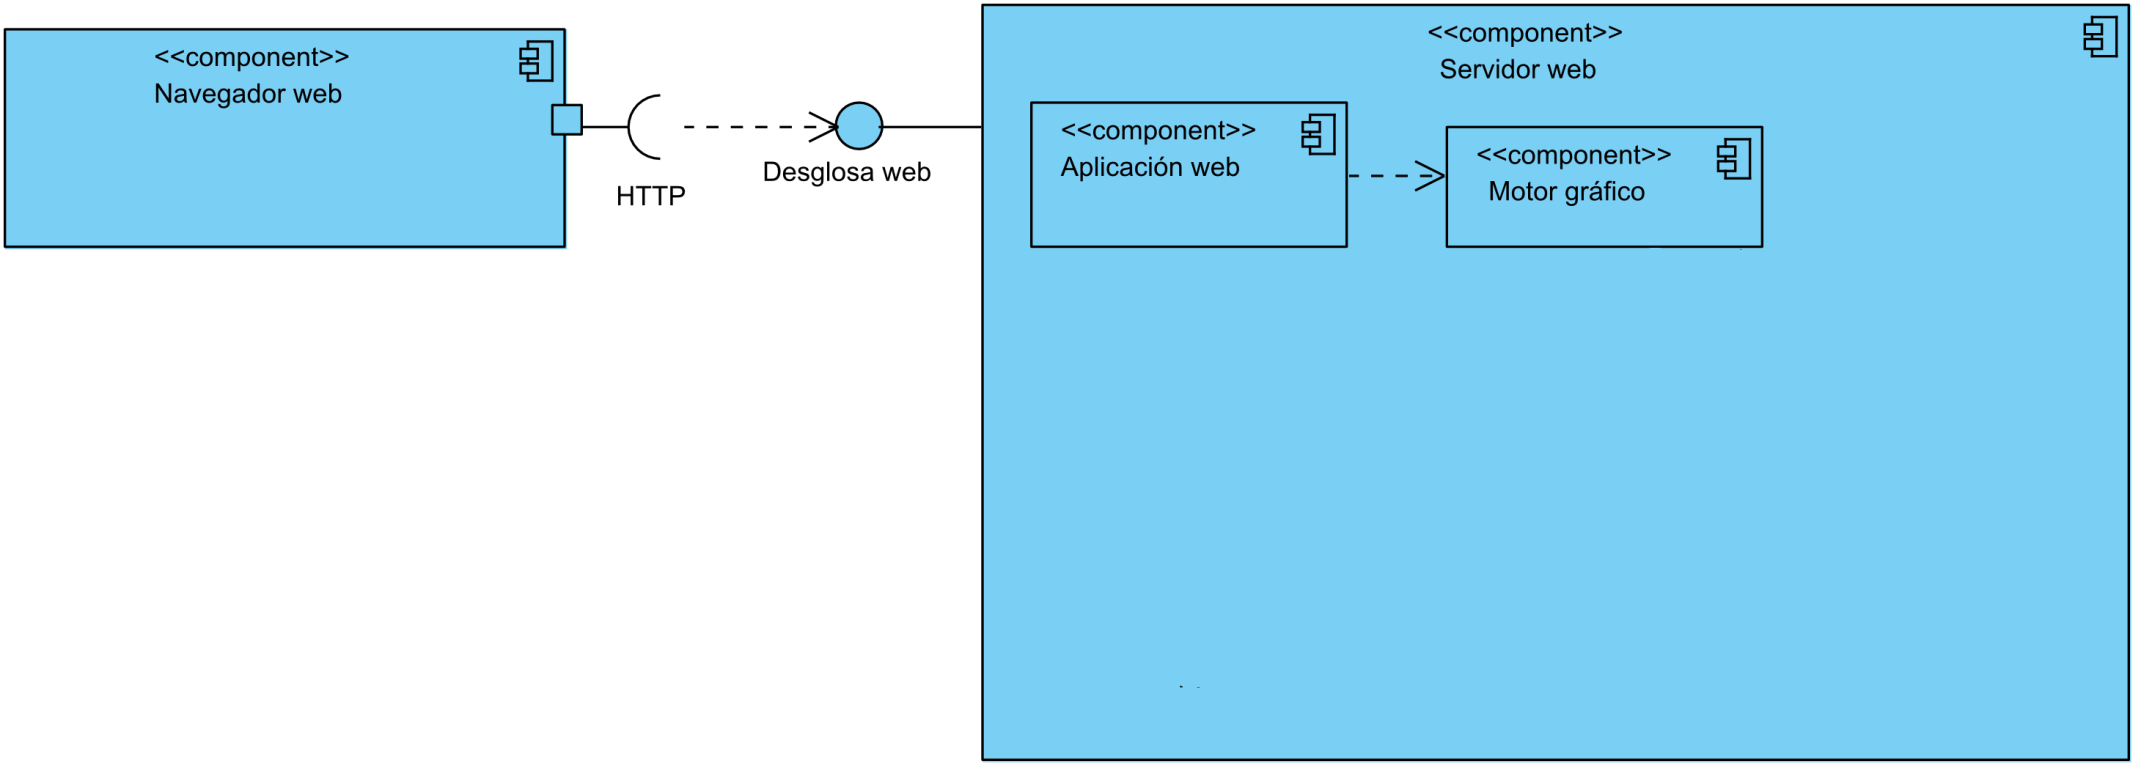 <<component>>
Navegador web
HTTP
Desglosa web
<<component>>
Servidor web
<<component>>
Aplicación web
<<component>>
Motor gráfico